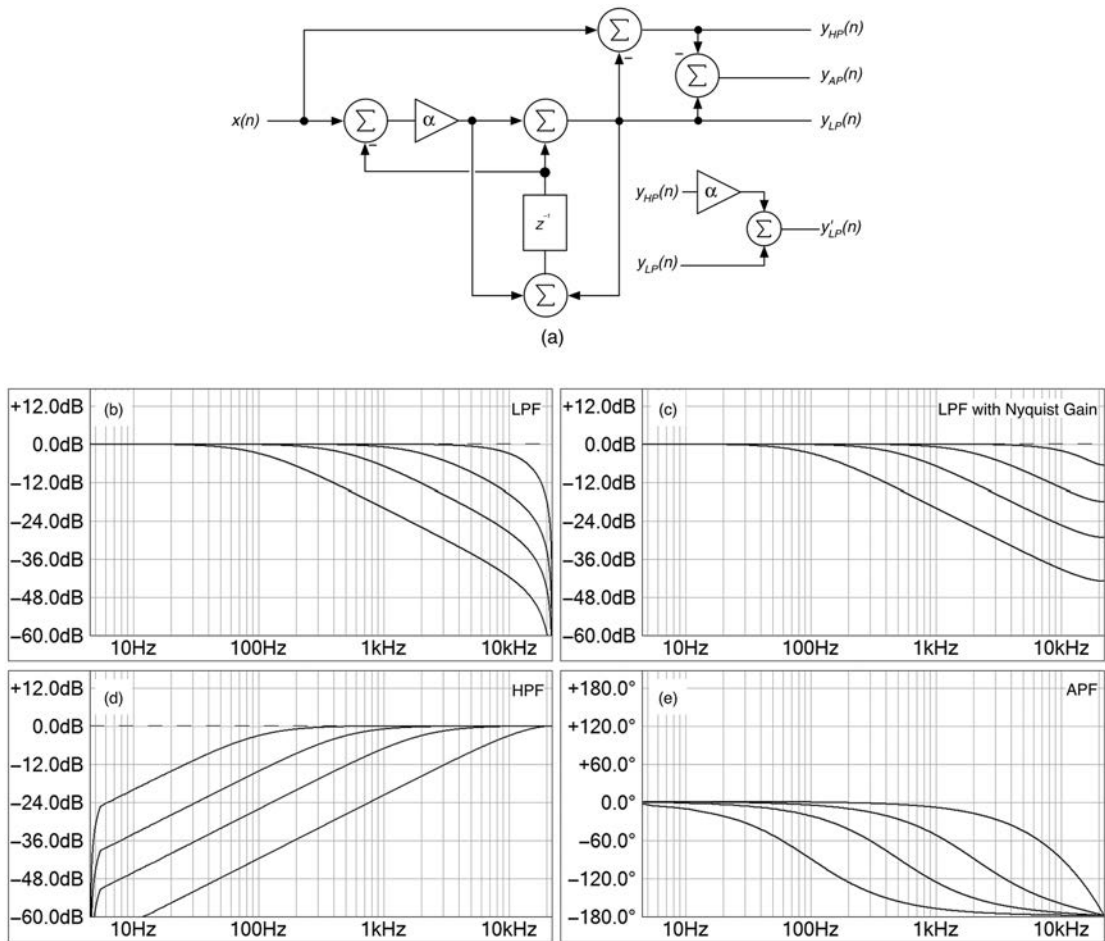 Σ
y_HP(n)
−
−
Σ
y_AP(n)
x(n)
Σ
−
α
Σ
y_LP(n)
y_HP(n)
α
z⁻¹
Σ
y'_LP(n)
y_LP(n)
Σ
(a)
+12.0dB
(b)
LPF
0.0dB
−12.0dB
−24.0dB
−36.0dB
−48.0dB
−60.0dB
10Hz 100Hz 1kHz 10kHz
+12.0dB
(c)
LPF with Nyquist Gain
0.0dB
−12.0dB
−24.0dB
−36.0dB
−48.0dB
−60.0dB
10Hz 100Hz 1kHz 10kHz
+12.0dB
(d)
HPF
0.0dB
−12.0dB
−24.0dB
−36.0dB
−48.0dB
−60.0dB
10Hz 100Hz 1kHz 10kHz
+180.0°
(e)
APF
+120.0°
+60.0°
0.0°
−60.0°
−120.0°
−180.0°
10Hz 100Hz 1kHz 10kHz